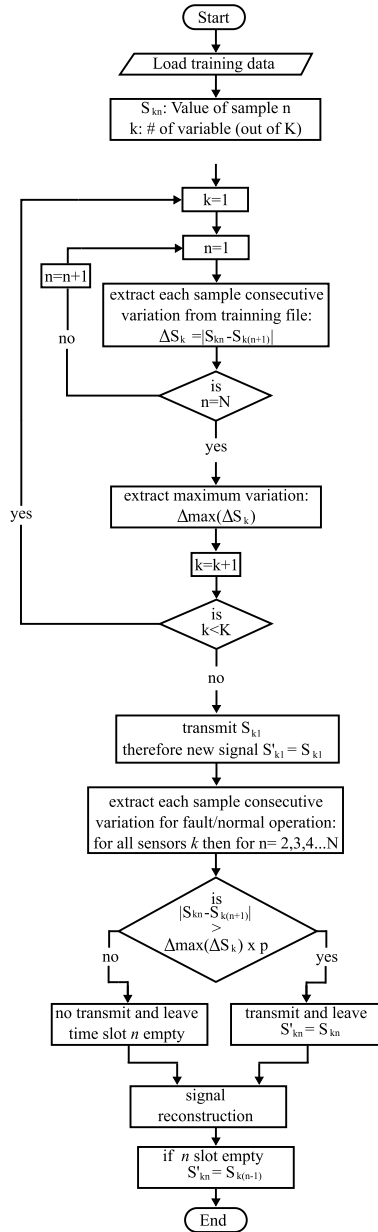 Start
Load training data
S_kn: Value of sample n
k: # of variable (out of K)
k=1
n=1
n=n+1
extract each sample consecutive
variation from trainning file:
ΔS_k =|S_kn-S_k(n+1)|
no
is
n=N
yes
extract maximum variation:
Δmax(ΔS_k)
yes
k=k+1
is
k<K
no
transmit S_k1
therefore new signal S'_k1 = S_k1
extract each sample consecutive
variation for fault/normal operation:
for all sensors k then for n= 2,3,4...N
is
|S_kn-S_k(n+1)|
>
Δmax(ΔS_k) x p
no
yes
no transmit and leave
time slot n empty
transmit and leave
S'_kn = S_kn
signal
reconstruction
if n slot empty
S'_kn = S_k(n-1)
End